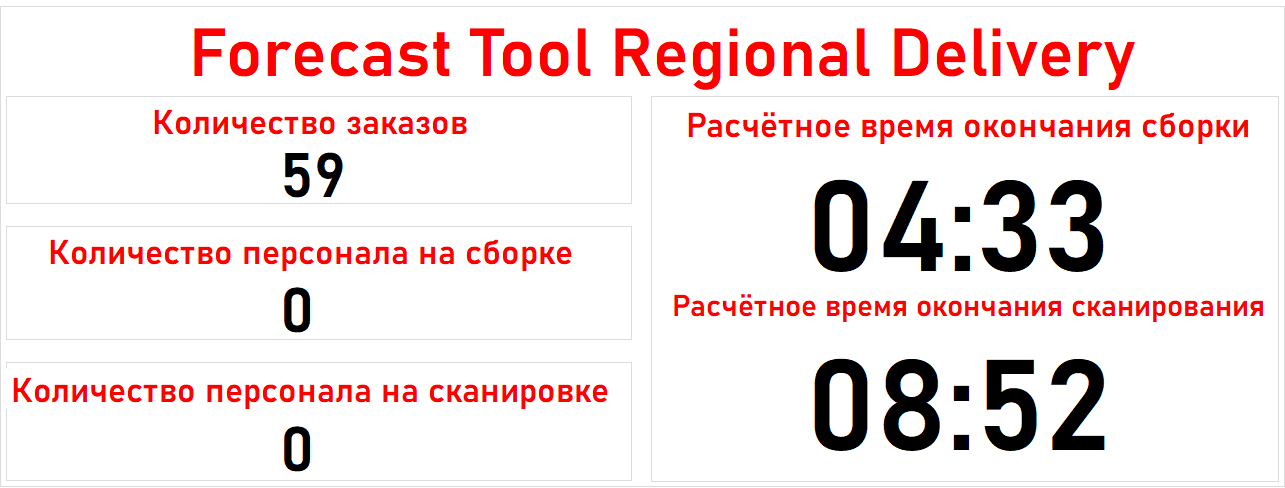 Forecast Tool Regional Delivery
Количество заказов
59
Количество персонала на сборке
0
Количество персонала на сканировке
0
Расчётное время окончания сборки
04:33
Расчётное время окончания сканирования
08:52